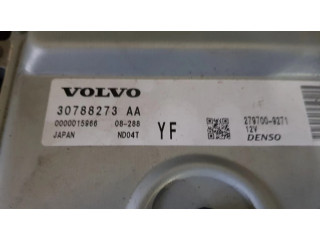 VOLVO
30788273 AA
0000015966 08-288
JAPAN ND04T YF
279700-9271
12V
DENSO